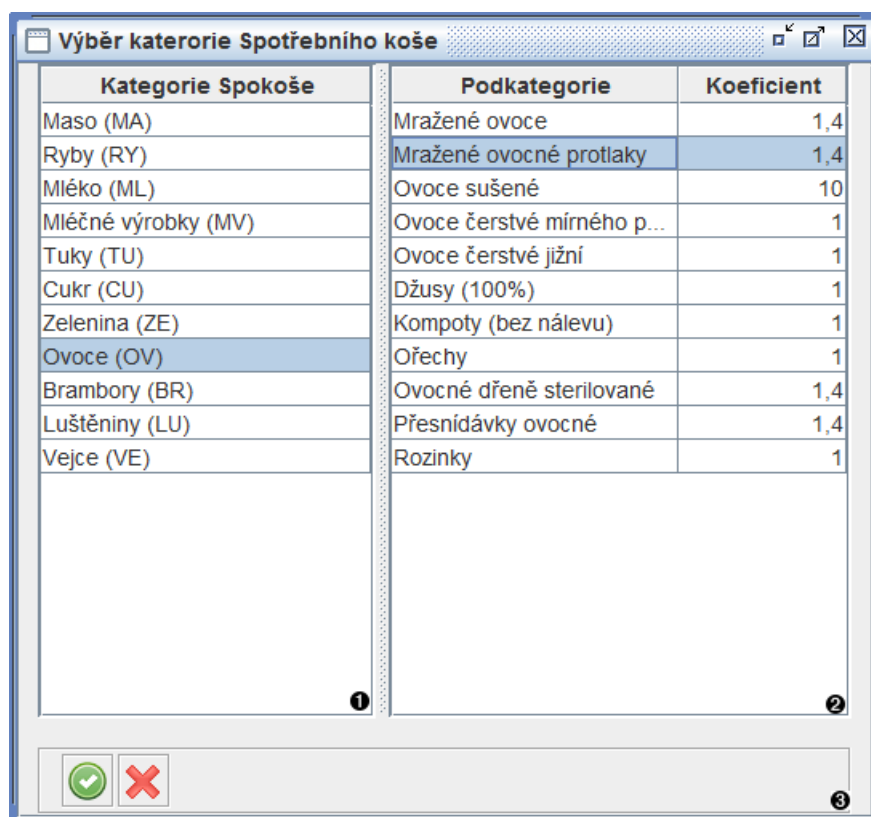 Výběr katerorie Spotřebního koše
Kategorie Spokoše
Maso (MA)
Ryby (RY)
Mléko (ML)
Mléčné výrobky (MV)
Tuky (TU)
Cukr (CU)
Zelenina (ZE)
Ovoce (OV)
Brambory (BR)
Luštěniny (LU)
Vejce (VE)
❶
Podkategorie Koeficient
Mražené ovoce 1,4
Mražené ovocné protlaky 1,4
Ovoce sušené 10
Ovoce čerstvé mírného p... 1
Ovoce čerstvé jižní 1
Džusy (100%) 1
Kompoty (bez nálevu) 1
Ořechy 1
Ovocné dřeně sterilované 1,4
Přesnídávky ovocné 1,4
Rozinky 1
❷
❸